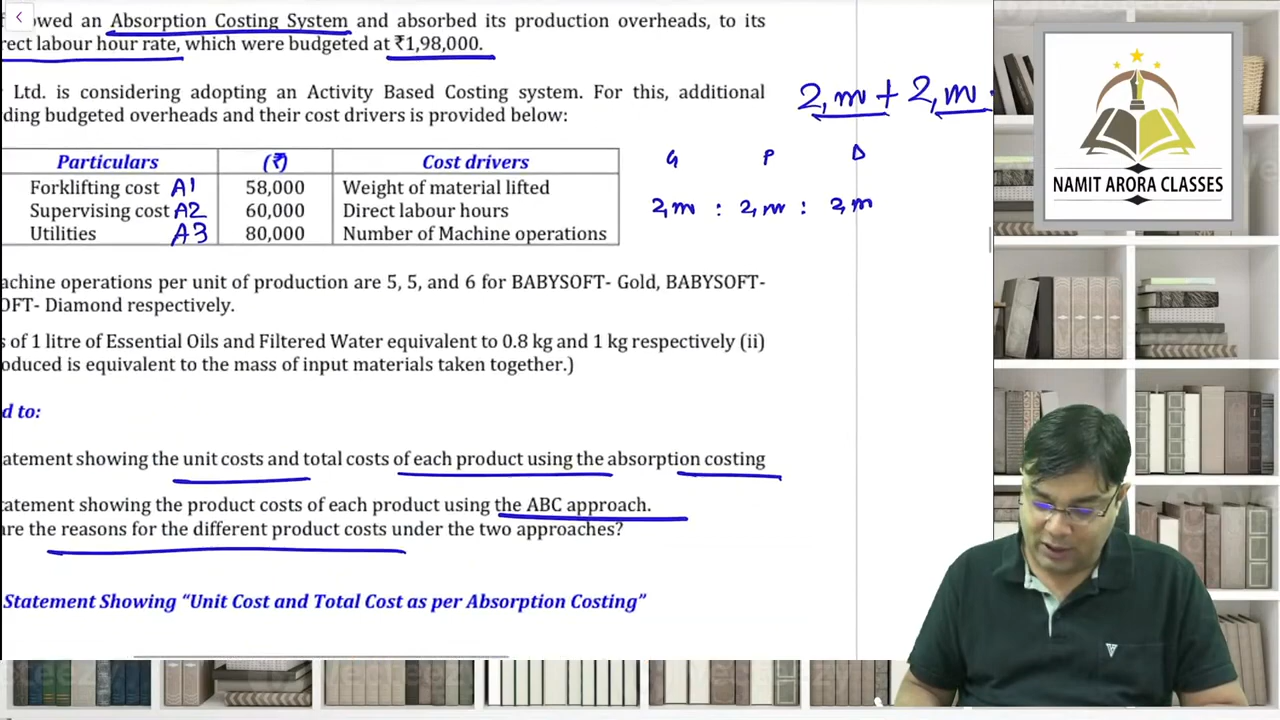 owed an Absorption Costing System and absorbed its production overheads, to its
rect labour hour rate, which were budgeted at ₹1,98,000.
Ltd. is considering adopting an Activity Based Costing system. For this, additional
ding budgeted overheads and their cost drivers is provided below:
Particulars (₹) Cost drivers
Forklifting cost A1 58,000 Weight of material lifted
Supervising cost A2 60,000 Direct labour hours
Utilities A3 80,000 Number of Machine operations
2,m + 2,m
G P D
2,m : 2,m : 2,m
achine operations per unit of production are 5, 5, and 6 for BABYSOFT- Gold, BABYSOFT-
OFT- Diamond respectively.
s of 1 litre of Essential Oils and Filtered Water equivalent to 0.8 kg and 1 kg respectively (ii)
oduced is equivalent to the mass of input materials taken together.)
d to:
atement showing the unit costs and total costs of each product using the absorption costing
tatement showing the product costs of each product using the ABC approach.
are the reasons for the different product costs under the two approaches?
Statement Showing “Unit Cost and Total Cost as per Absorption Costing”
NAMIT ARORA CLASSES